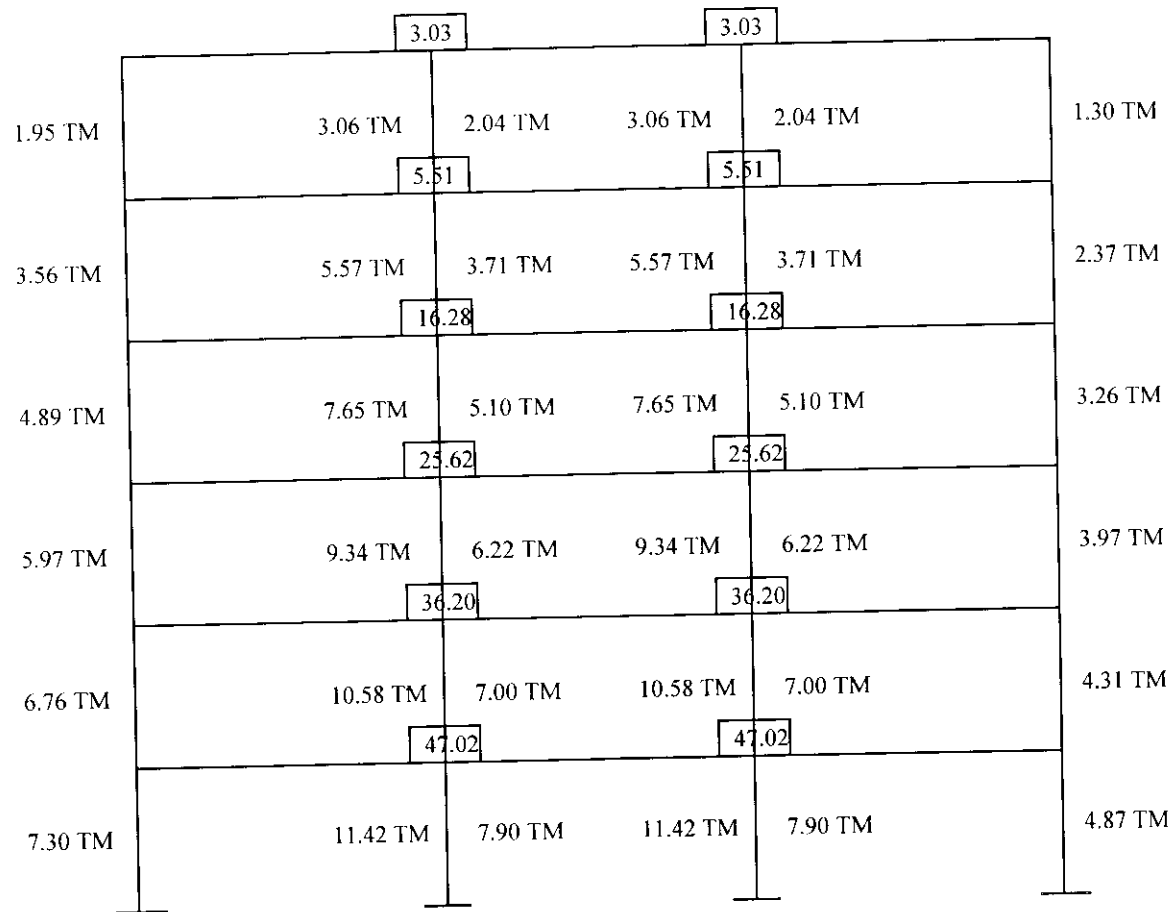 3.03 3.03
1.95 TM 3.06 TM 2.04 TM 3.06 TM 2.04 TM 1.30 TM
5.51 5.51
3.56 TM 5.57 TM 3.71 TM 5.57 TM 3.71 TM 2.37 TM
16.28 16.28
4.89 TM 7.65 TM 5.10 TM 7.65 TM 5.10 TM 3.26 TM
25.62 25.62
5.97 TM 9.34 TM 6.22 TM 9.34 TM 6.22 TM 3.97 TM
36.20 36.20
6.76 TM 10.58 TM 7.00 TM 10.58 TM 7.00 TM 4.31 TM
47.02 47.02
7.30 TM 11.42 TM 7.90 TM 11.42 TM 7.90 TM 4.87 TM